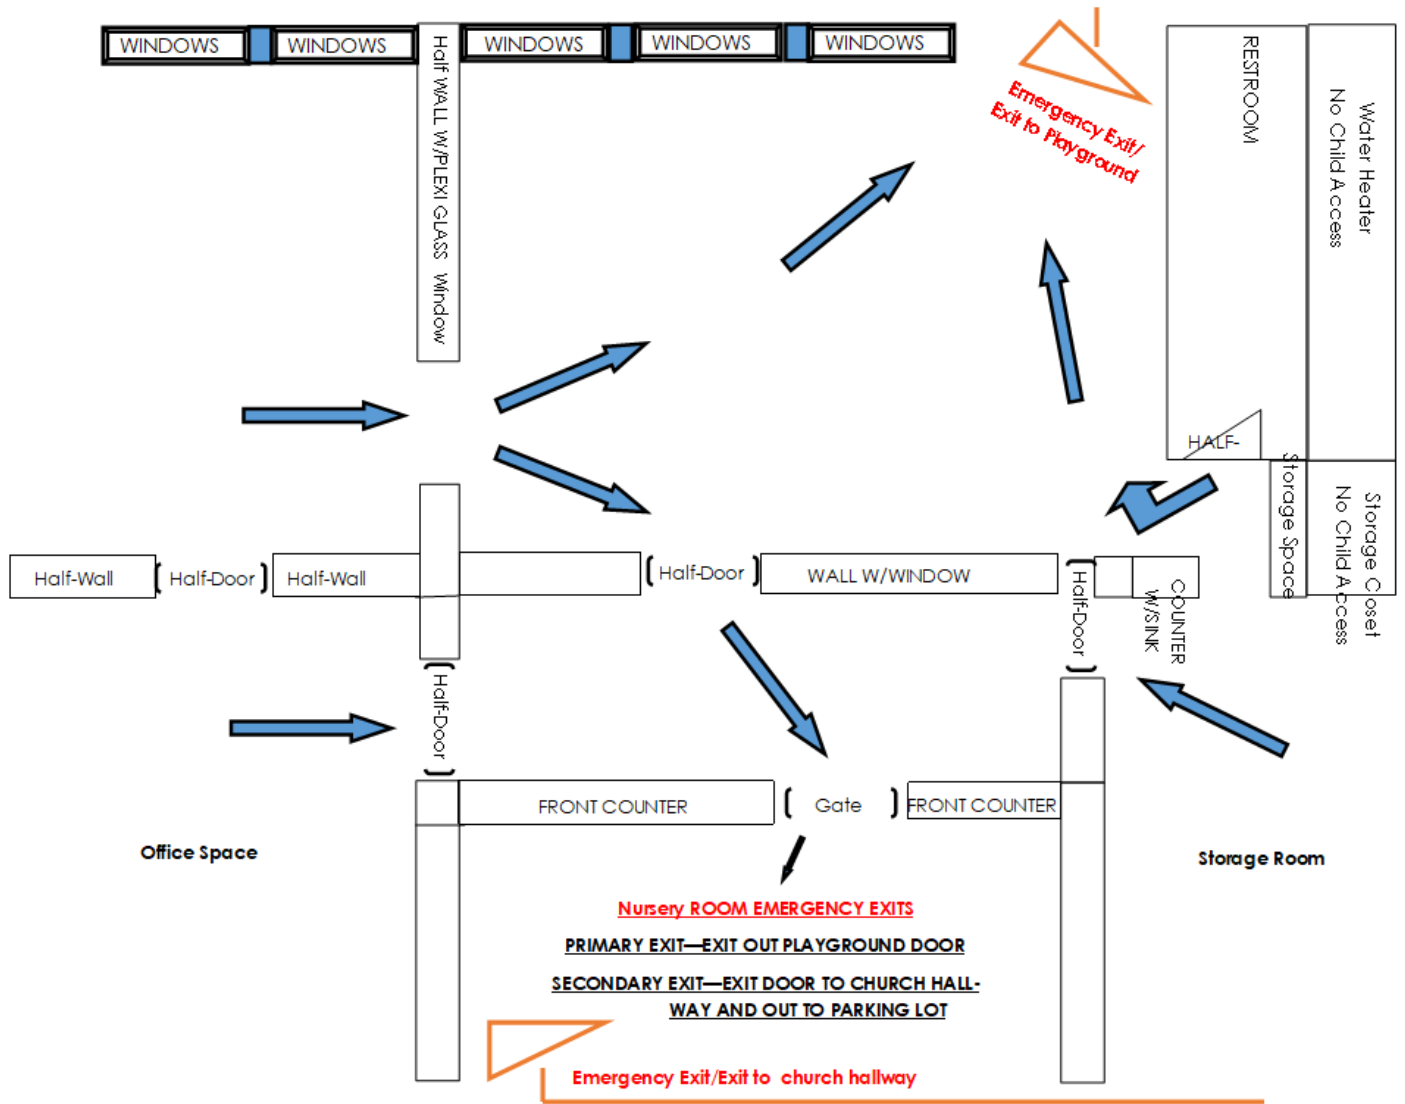 WINDOWS
WINDOWS
WINDOWS
WINDOWS
WINDOWS
Half WALL W/PLEXI GLASS Window
Emergency Exit/
Exit to Playground
RESTROOM
Water Heater
No Child Access
HALF-
Storage Space
Storage Closet
No Child Access
Half-Wall
Half-Door
Half-Wall
Half-Door
WALL W/WINDOW
Half-Door
COUNTER
W/SINK
Half-Door
FRONT COUNTER
Gate
FRONT COUNTER
Office Space
Storage Room
Nursery ROOM EMERGENCY EXITS
PRIMARY EXIT—EXIT OUT PLAYGROUND DOOR
SECONDARY EXIT—EXIT DOOR TO CHURCH HALL-
WAY AND OUT TO PARKING LOT
Emergency Exit/Exit to church hallway